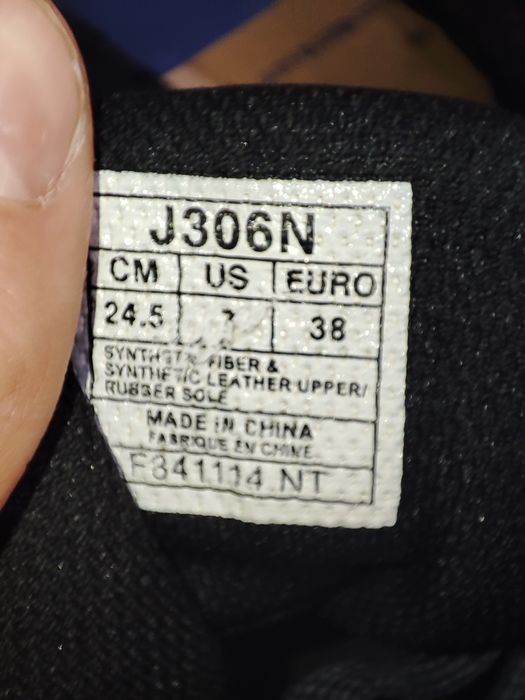 J306N
CM US EURO
24.5 38
SYNTHETIC FIBER &
SYNTHETIC LEATHER UPPER/
RUBBER SOLE
MADE IN CHINA
FABRIQUE EN CHINE
F341114 NT